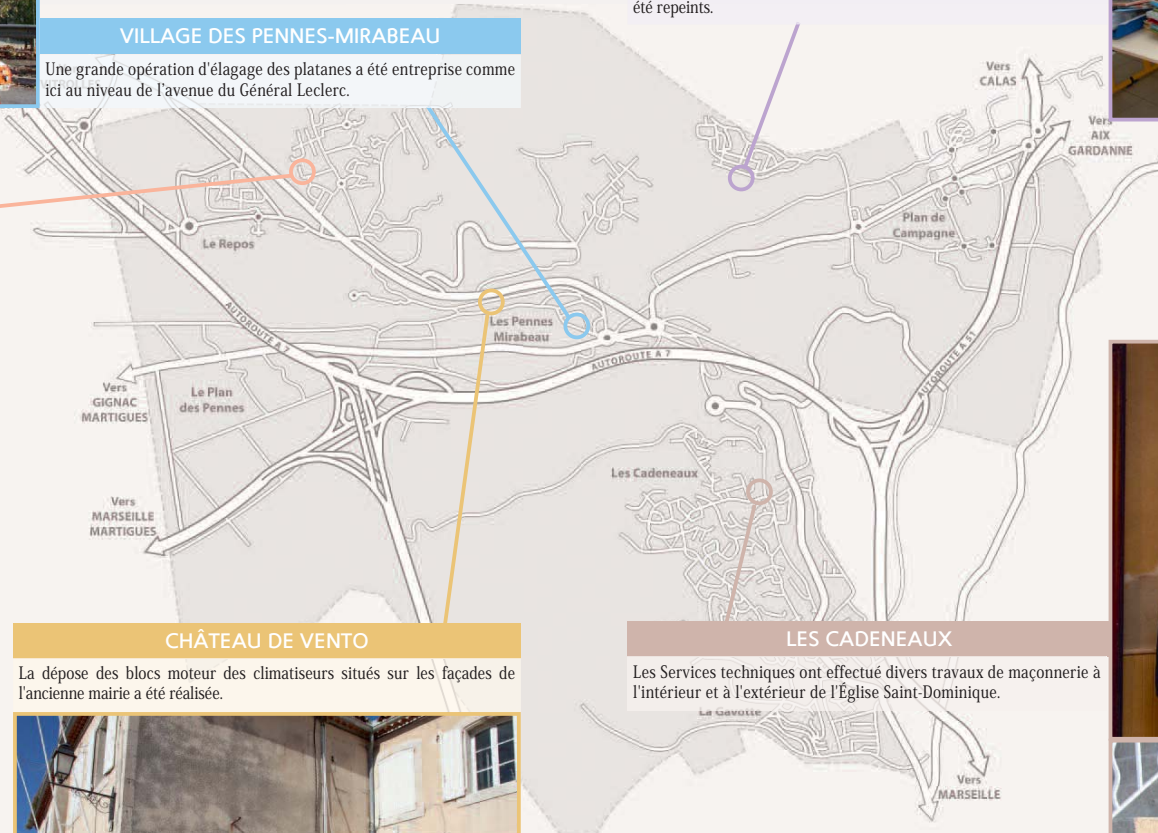 été repeints.
VILLAGE DES PENNES-MIRABEAU
Une grande opération d'élagage des platanes a été entreprise comme
ici au niveau de l'avenue du Général Leclerc.
Vers
CALAS
Vers
AIX
GARDANNE
Le Repos
Plan de
Campagne
AUTOROUTE A 7
Les Pennes
Mirabeau
AUTOROUTE A 7
AUTOROUTE A 51
Vers
GIGNAC
MARTIGUES
Le Plan
des Pennes
Les Cadeneaux
Vers
MARSEILLE
MARTIGUES
CHÂTEAU DE VENTO
La dépose des blocs moteur des climatiseurs situés sur les façades de
l'ancienne mairie a été réalisée.
LES CADENEAUX
Les Services techniques ont effectué divers travaux de maçonnerie à
l'intérieur et à l'extérieur de l'Église Saint-Dominique.
La Gavotte
Vers
MARSEILLE